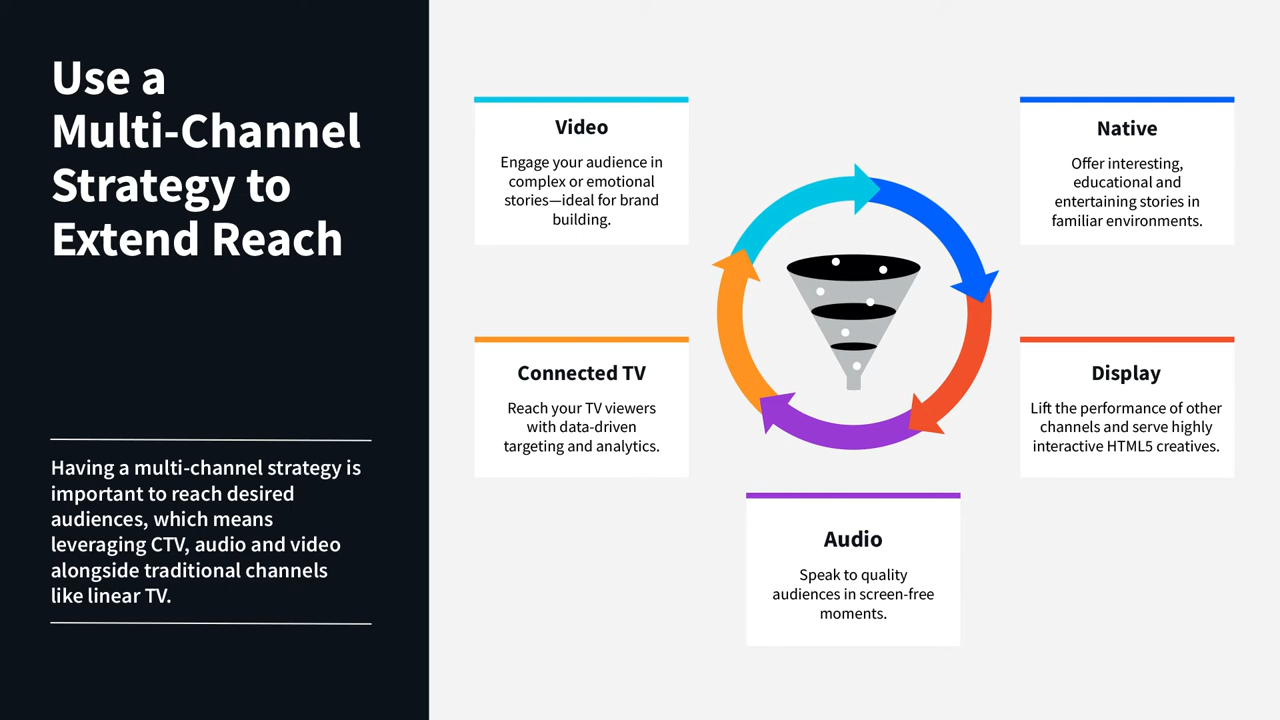 Use a
Multi-Channel
Strategy to
Extend Reach
Having a multi-channel strategy is
important to reach desired
audiences, which means
leveraging CTV, audio and video
alongside traditional channels
like linear TV.
Video
Engage your audience in
complex or emotional
stories—ideal for brand
building.
Native
Offer interesting,
educational and
entertaining stories in
familiar environments.
Connected TV
Reach your TV viewers
with data-driven
targeting and analytics.
Display
Lift the performance of other
channels and serve highly
interactive HTML5 creatives.
Audio
Speak to quality
audiences in screen-free
moments.